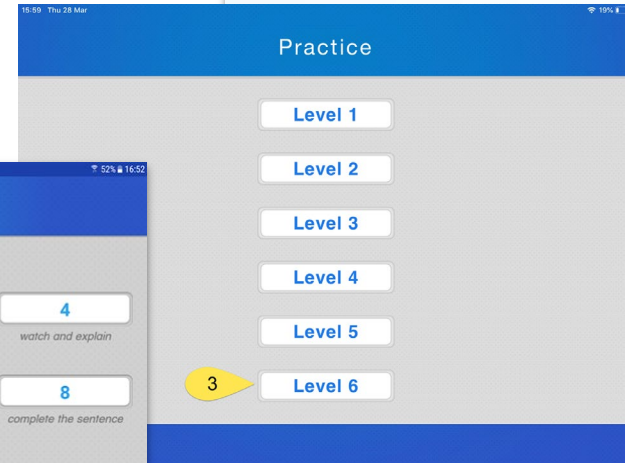 15:59 Thu 28 Mar
19%
Practice
Level 1
Level 2
Level 3
Level 4
Level 5
3
Level 6
52% 16:52
4
watch and explain
8
complete the sentence